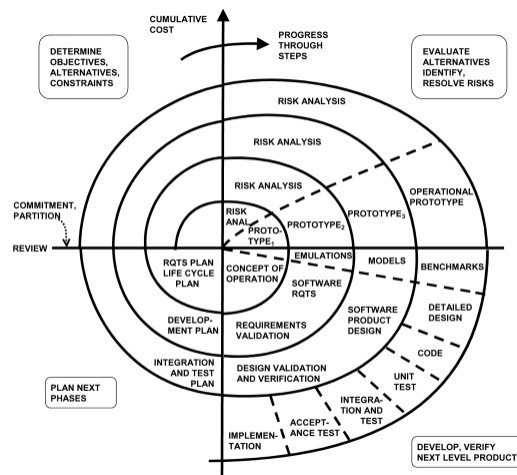 CUMULATIVE
COST
PROGRESS
THROUGH
STEPS
DETERMINE
OBJECTIVES,
ALTERNATIVES,
CONSTRAINTS
EVALUATE
ALTERNATIVES
IDENTIFY,
RESOLVE RISKS
RISK ANALYSIS
RISK ANALYSIS
RISK ANALYSIS
RISK
ANAL.
PROTO-
TYPE1
PROTOTYPE2
PROTOTYPE3
OPERATIONAL
PROTOTYPE
COMMITMENT,
PARTITION
REVIEW
RQTS PLAN
LIFE CYCLE
PLAN
CONCEPT OF
OPERATION
EMULATIONS
MODELS
BENCHMARKS
SOFTWARE
RQTS
SOFTWARE
PRODUCT
DESIGN
DETAILED
DESIGN
DEVELOP-
MENT PLAN
REQUIREMENTS
VALIDATION
CODE
INTEGRATION
AND TEST
PLAN
DESIGN VALIDATION
AND VERIFICATION
UNIT
TEST
INTEGRA-
TION AND
TEST
ACCEPT-
ANCE TEST
IMPLEMEN-
TATION
PLAN NEXT
PHASES
DEVELOP, VERIFY
NEXT LEVEL PRODUCT